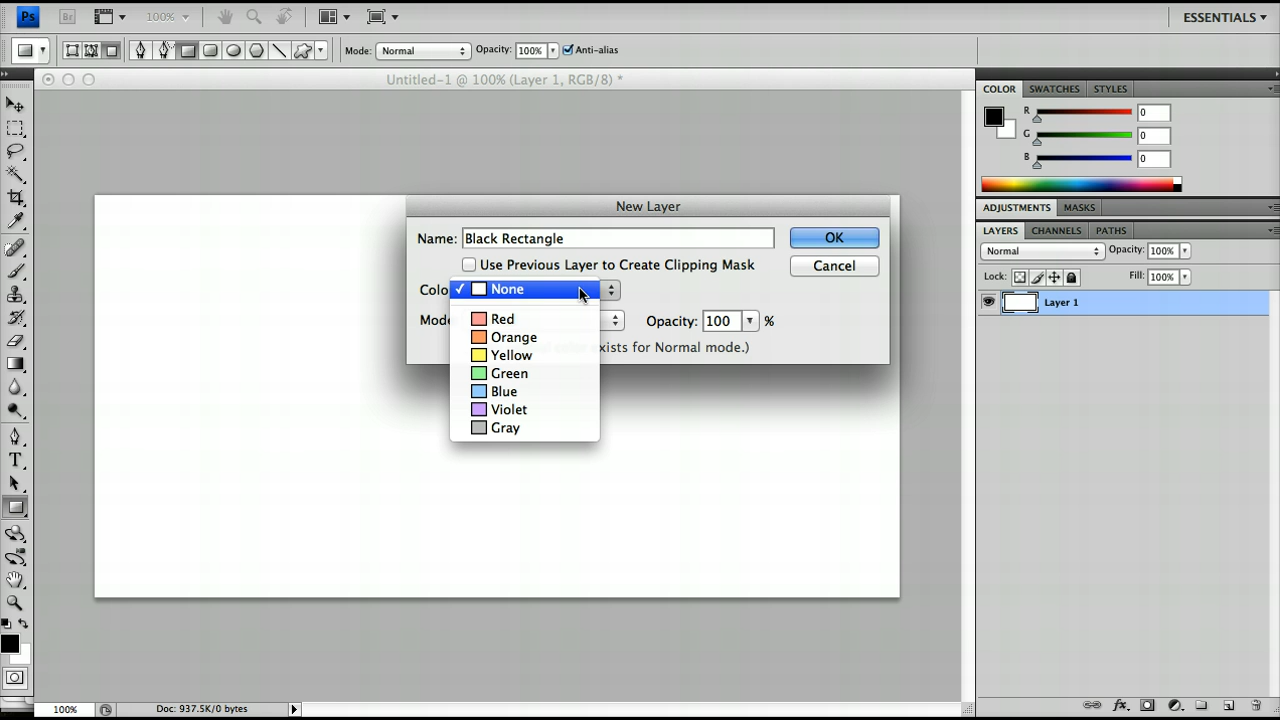 Ps Br 100% ESSENTIALS
Mode: Normal Opacity: 100% Anti-alias
Untitled-1 @ 100% (Layer 1, RGB/8) *
COLOR SWATCHES STYLES
R 0
G 0
B 0
ADJUSTMENTS MASKS
LAYERS CHANNELS PATHS
Normal Opacity: 100%
Lock: Fill: 100%
Layer 1
New Layer
Name: Black Rectangle OK
Use Previous Layer to Create Clipping Mask Cancel
Colo None
Mode Opacity: 100 %
exists for Normal mode.)
Red
Orange
Yellow
Green
Blue
Violet
Gray
T
100% Doc: 937.5K/0 bytes
fx